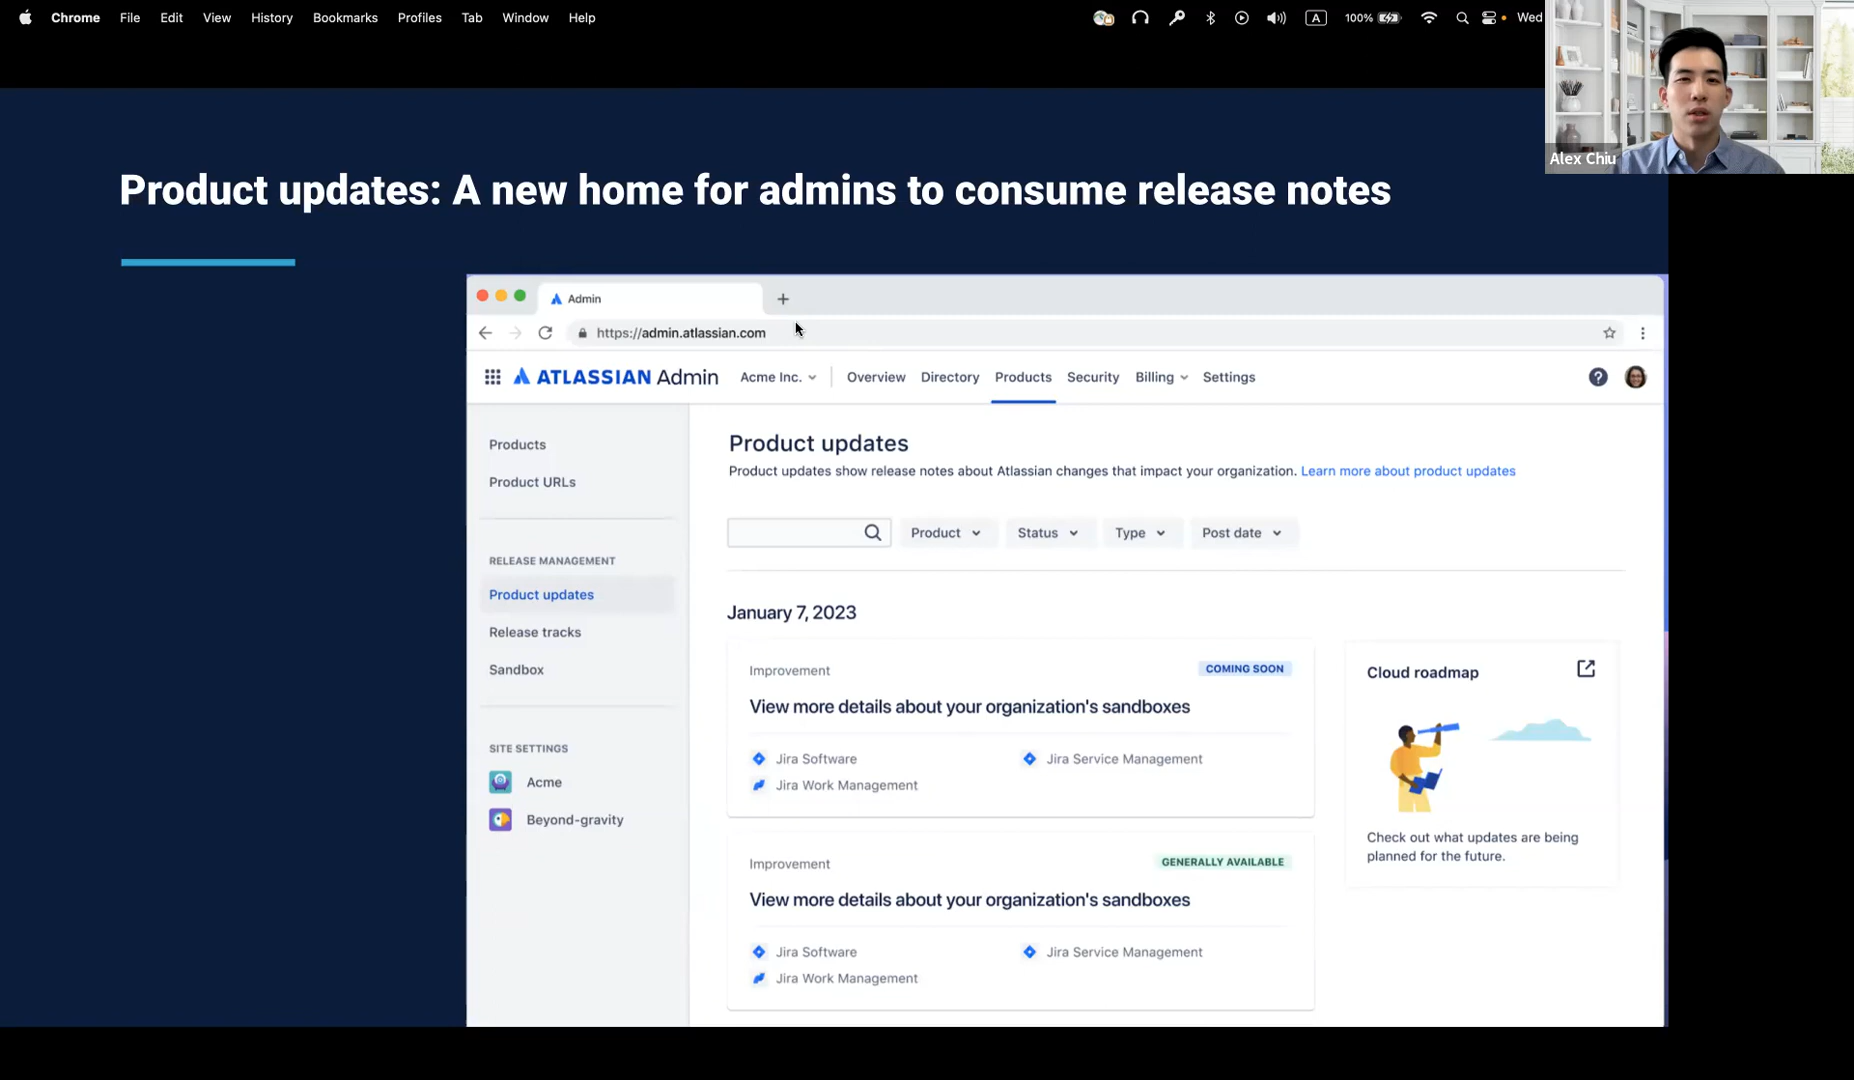 Chrome File Edit View History Bookmarks Profiles Tab Window Help A 100% Wed
Alex Chiu
Product updates: A new home for admins to consume release notes
Admin
https://admin.atlassian.com
ATLASSIAN Admin Acme Inc. Overview Directory Products Security Billing Settings
Products
Product URLs
RELEASE MANAGEMENT
Product updates
Release tracks
Sandbox
SITE SETTINGS
Acme
Beyond-gravity
Product updates
Product updates show release notes about Atlassian changes that impact your organization. Learn more about product updates
Product Status Type Post date
January 7, 2023
Improvement COMING SOON
View more details about your organization's sandboxes
Jira Software Jira Service Management
Jira Work Management
Improvement GENERALLY AVAILABLE
View more details about your organization's sandboxes
Jira Software Jira Service Management
Jira Work Management
Cloud roadmap
Check out what updates are being
planned for the future.